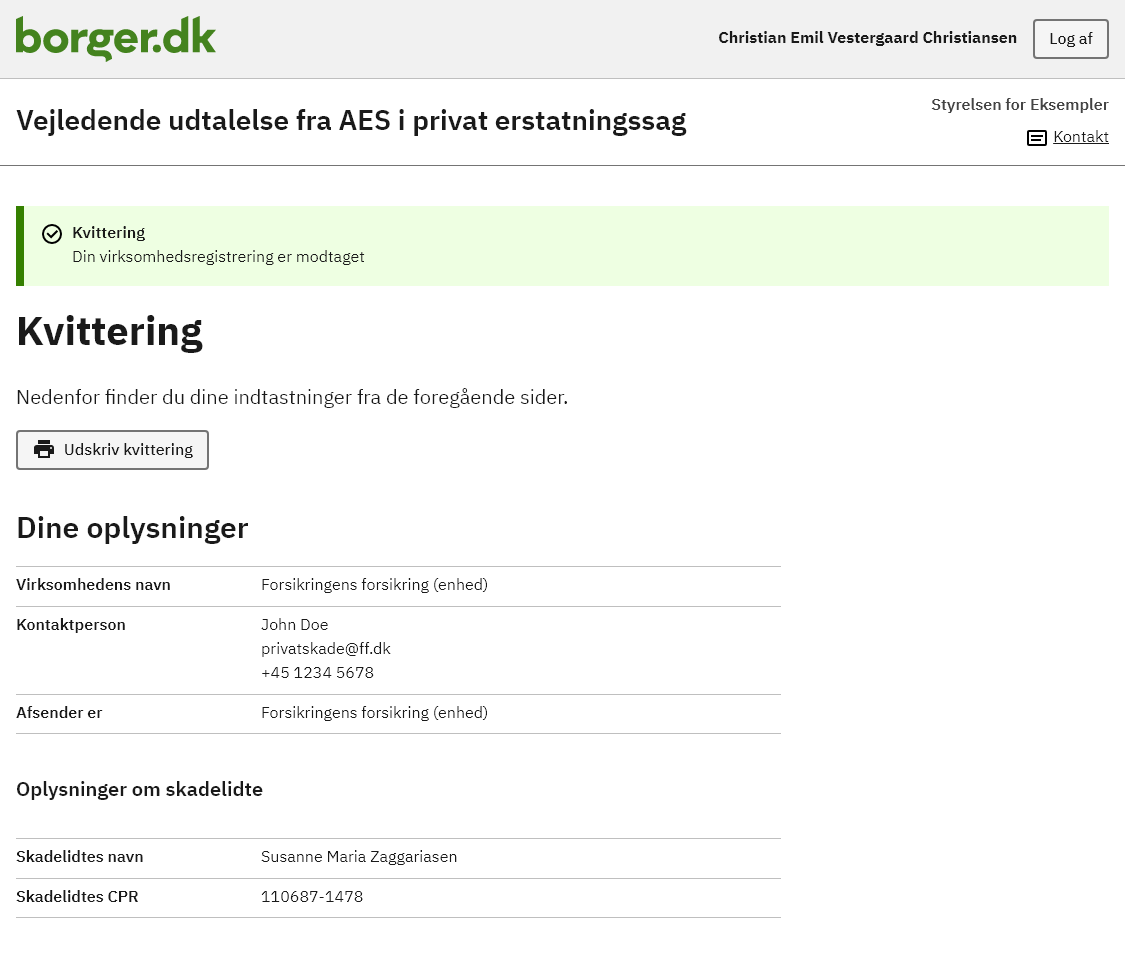 borger.dk
Christian Emil Vestergaard Christiansen
Log af
Vejledende udtalelse fra AES i privat erstatningssag
Styrelsen for Eksempler
Kontakt
Kvittering
Din virksomhedsregistrering er modtaget
Kvittering
Nedenfor finder du dine indtastninger fra de foregående sider.
Udskriv kvittering
Dine oplysninger
Virksomhedens navn Forsikringens forsikring (enhed)
Kontaktperson John Doe
privatskade@ff.dk
+45 1234 5678
Afsender er Forsikringens forsikring (enhed)
Oplysninger om skadelidte
Skadelidtes navn Susanne Maria Zaggariasen
Skadelidtes CPR 110687-1478